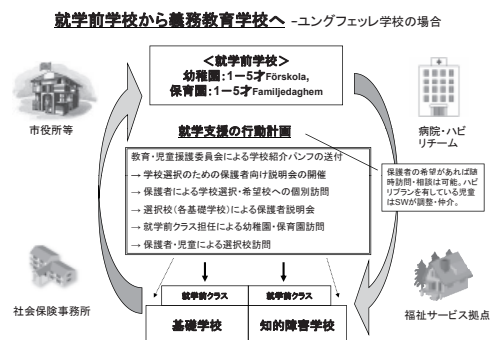 就学前学校から義務教育学校へ －ユングフェッレ学校の場合
＜就学前学校＞
幼稚園：１－５才Förskola,
保育園：１－５才Familjedaghem
市役所等
病院・ハビ
リチーム
就学支援の行動計画
教育・児童援護委員会による学校紹介パンフの送付
→ 学校選択のための保護者向け説明会の開催
→ 保護者による学校選択・希望校への個別訪問
→ 選択校（各基礎学校）による保護者説明会
→ 就学前クラス担任による幼稚園・保育園訪問
→ 保護者・児童による選択校訪問
保護者の希望があれば随
時訪問・相談は可能。ハビ
リプランを有している児童
はSWが調整・仲介。
社会保険事務所
福祉サービス拠点
就学前クラス
就学前クラス
基礎学校
知的障害学校